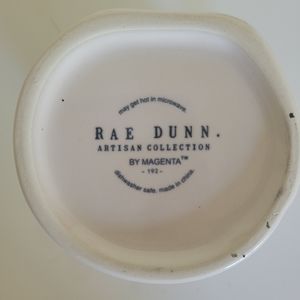 may get hot in microwave.
RAE DUNN.
ARTISAN COLLECTION
BY MAGENTA™
- 192 -
dishwasher safe. made in china.